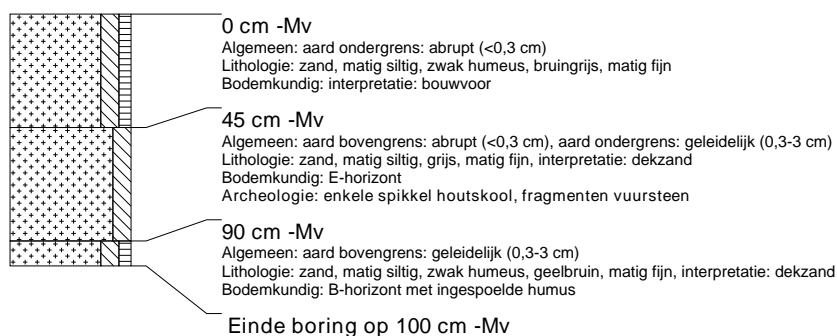 0 cm -Mv
Algemeen: aard ondergrens: abrupt (<0,3 cm)
Lithologie: zand, matig siltig, zwak humeus, bruingrijs, matig fijn
Bodemkundig: interpretatie: bouwvoor
45 cm -Mv
Algemeen: aard bovengrens: abrupt (<0,3 cm), aard ondergrens: geleidelijk (0,3-3 cm)
Lithologie: zand, matig siltig, grijs, matig fijn, interpretatie: dekzand
Bodemkundig: E-horizont
Archeologie: enkele spikkel houtskool, fragmenten vuursteen
90 cm -Mv
Algemeen: aard bovengrens: geleidelijk (0,3-3 cm)
Lithologie: zand, matig siltig, zwak humeus, geelbruin, matig fijn, interpretatie: dekzand
Bodemkundig: B-horizont met ingespoelde humus
Einde boring op 100 cm -Mv